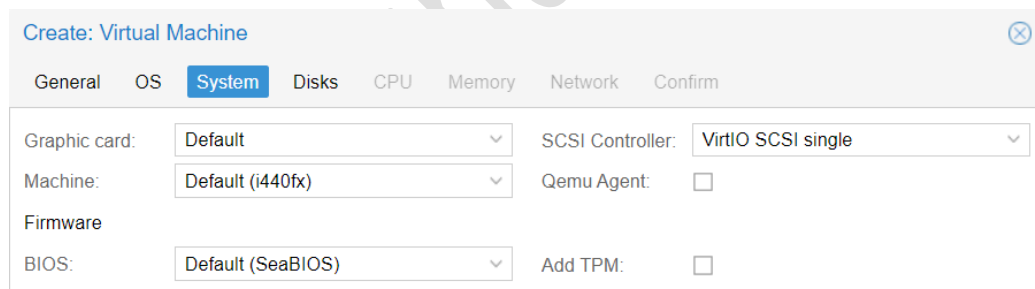 Create: Virtual Machine
General OS System Disks CPU Memory Network Confirm
Graphic card: Default SCSI Controller: VirtIO SCSI single
Machine: Default (i440fx) Qemu Agent:
Firmware
BIOS: Default (SeaBIOS) Add TPM: